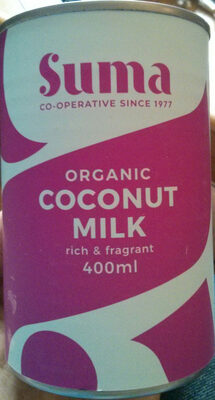 Suma
CO-OPERATIVE SINCE 1977
ORGANIC
COCONUT
MILK
rich & fragrant
400ml